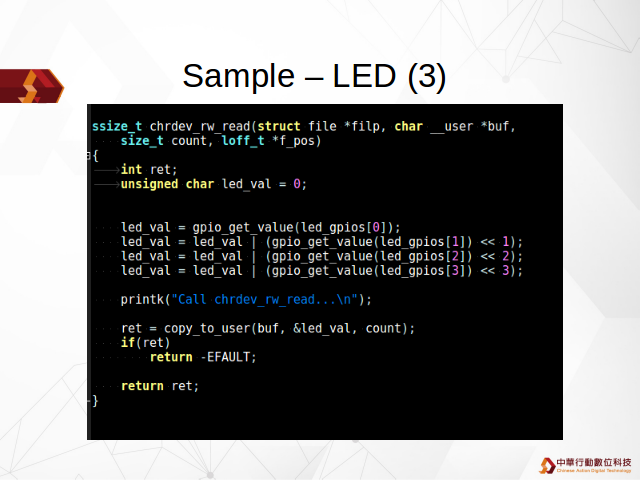 Sample – LED (3)
ssize_t chrdev_rw_read(struct file *filp, char __user *buf,
size_t count, loff_t *f_pos)
{
int ret;
unsigned char led_val = 0;
led_val = gpio_get_value(led_gpios[0]);
led_val = led_val | (gpio_get_value(led_gpios[1]) << 1);
led_val = led_val | (gpio_get_value(led_gpios[2]) << 2);
led_val = led_val | (gpio_get_value(led_gpios[3]) << 3);
printk("Call chrdev_rw_read...\n");
ret = copy_to_user(buf, &led_val, count);
if(ret)
return -EFAULT;
return ret;
}
中華行動數位科技
Chinese Action Digital Technology